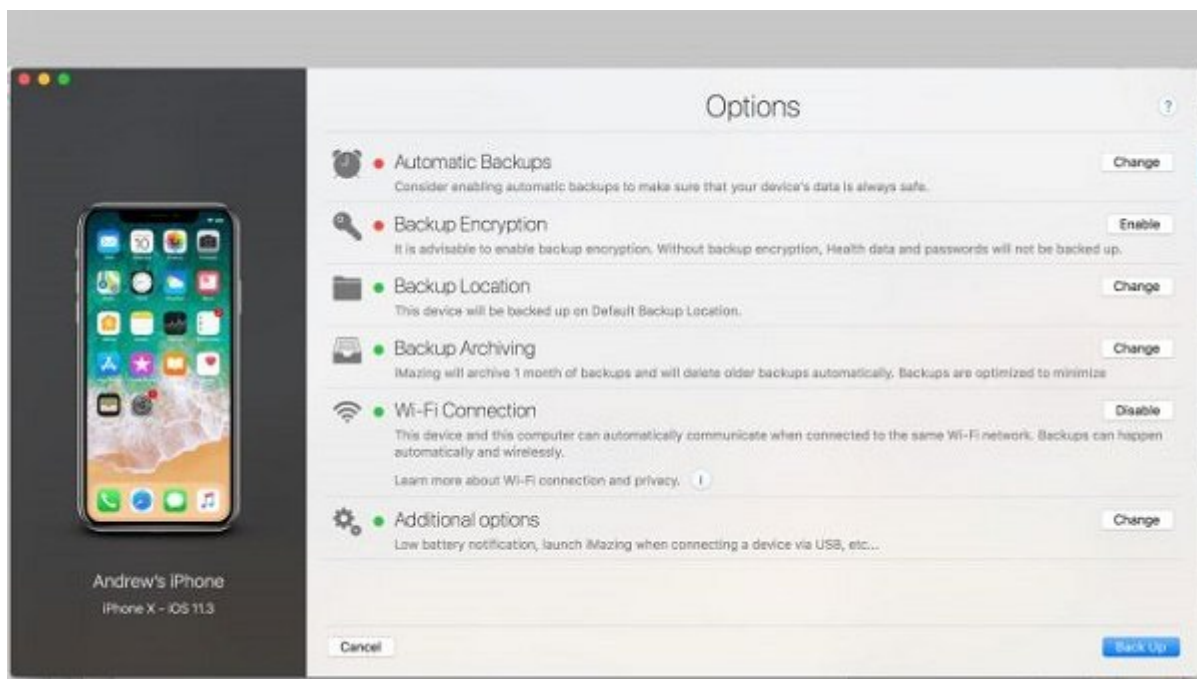 Options
?
Automatic Backups
Change
Consider enabling automatic backups to make sure that your device's data is always safe.
Backup Encryption
Enable
It is advisable to enable backup encryption. Without backup encryption, Health data and passwords will not be backed up.
Backup Location
Change
This device will be backed up on Default Backup Location.
Backup Archiving
Change
iMazing will archive 1 month of backups and will delete older backups automatically. Backups are optimized to minimize
Wi-Fi Connection
Disable
This device and this computer can automatically communicate when connected to the same Wi-Fi network. Backups can happen
automatically and wirelessly.
Learn more about Wi-Fi connection and privacy.
Additional options
Change
Low battery notification, launch iMazing when connecting a device via USB, etc...
10
Andrew's iPhone
iPhone X - iOS 11.3
Cancel
Back Up